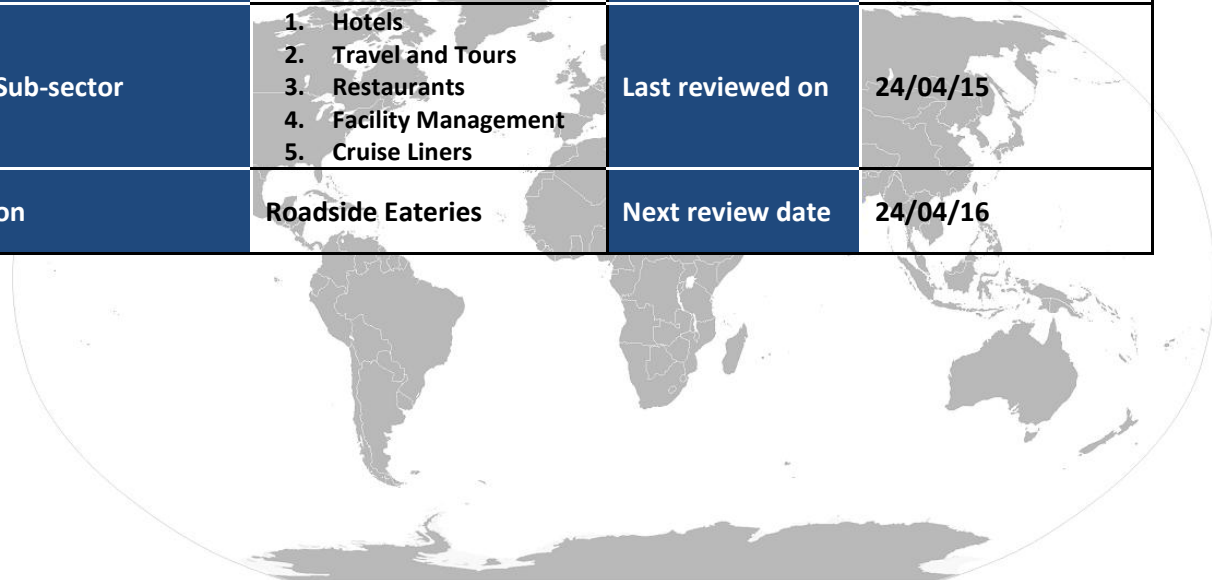 1. Hotels
2. Travel and Tours
3. Restaurants
4. Facility Management
5. Cruise Liners
Sub-sector
Last reviewed on
24/04/15
on
Roadside Eateries
Next review date
24/04/16